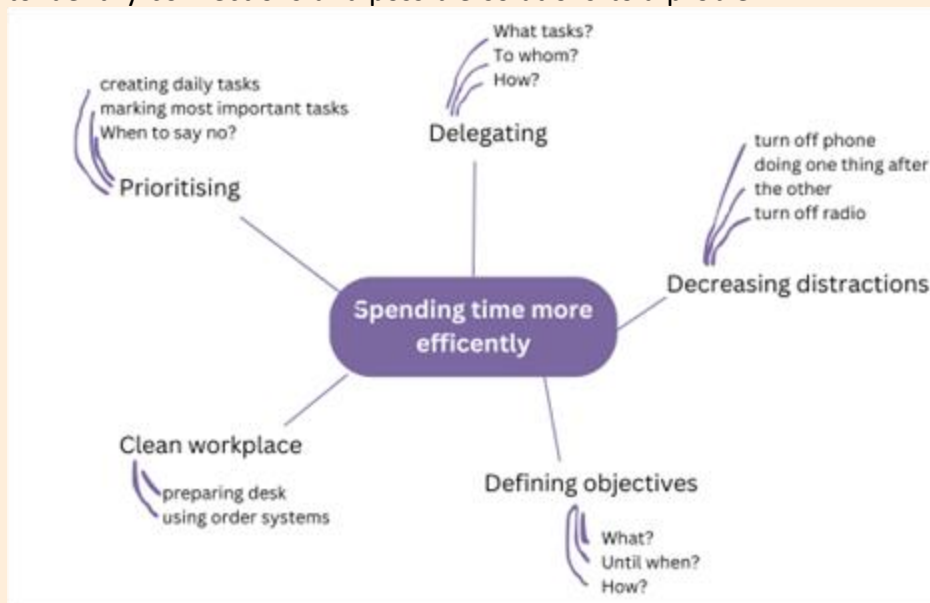 What tasks?
To whom?
How?
Delegating
creating daily tasks
marking most important tasks
When to say no?
Prioritising
turn off phone
doing one thing after
the other
turn off radio
Decreasing distractions
Spending time more
efficently
Clean workplace
preparing desk
using order systems
Defining objectives
What?
Until when?
How?